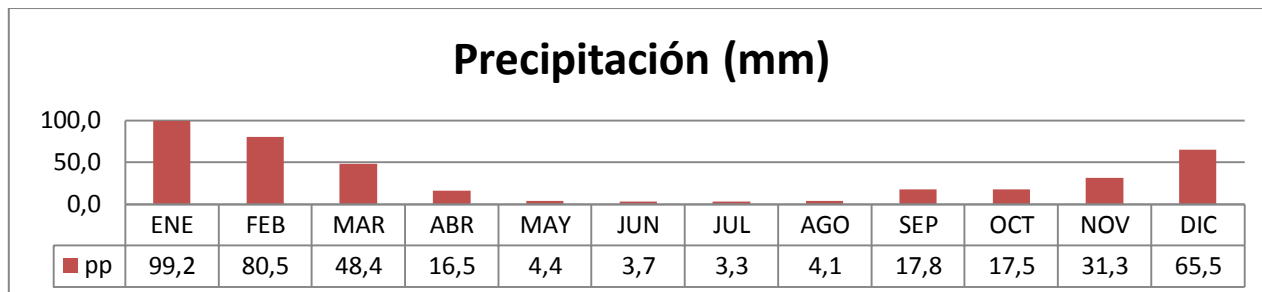 Precipitación (mm)
100,0
50,0
0,0
ENE FEB MAR ABR MAY JUN JUL AGO SEP OCT NOV DIC
pp 99,2 80,5 48,4 16,5 4,4 3,7 3,3 4,1 17,8 17,5 31,3 65,5